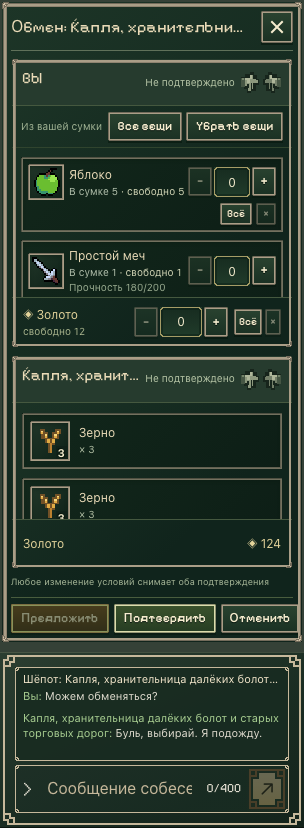 Обмен: Капля, хранительни...
ВЫ
Не подтверждено
Из вашей сумки
Все вещи
Убрать вещи
Яблоко
В сумке 5 · свободно 5
− 0 +
Всё ×
Простой меч
В сумке 1 · свободно 1
Прочность 180/200
− 0 +
Золото
свободно 12
− 0 +
Всё ×
Капля, хранит...
Не подтверждено
3
Зерно
× 3
3
Зерно
× 3
Золото
124
Любое изменение условий снимает оба подтверждения
Предложить
Подтвердить
Отменить
Шёпот: Капля, хранительница далёких болот...
Вы: Можем обменяться?
Капля, хранительница далёких болот и старых
торговых дорог: Буль, выбирай. Я подожду.
Сообщение собесе
0/400